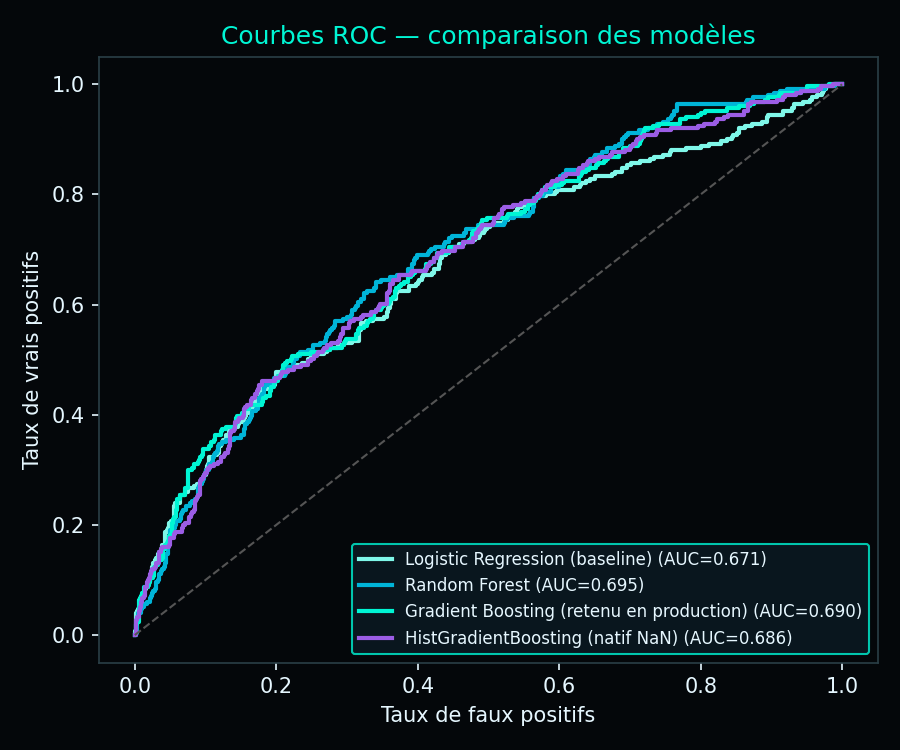 Courbes ROC — comparaison des modèles
Taux de vrais positifs
1.0
0.8
0.6
0.4
0.2
0.0
Logistic Regression (baseline) (AUC=0.671)
Random Forest (AUC=0.695)
Gradient Boosting (retenu en production) (AUC=0.690)
HistGradientBoosting (natif NaN) (AUC=0.686)
0.0 0.2 0.4 0.6 0.8 1.0
Taux de faux positifs